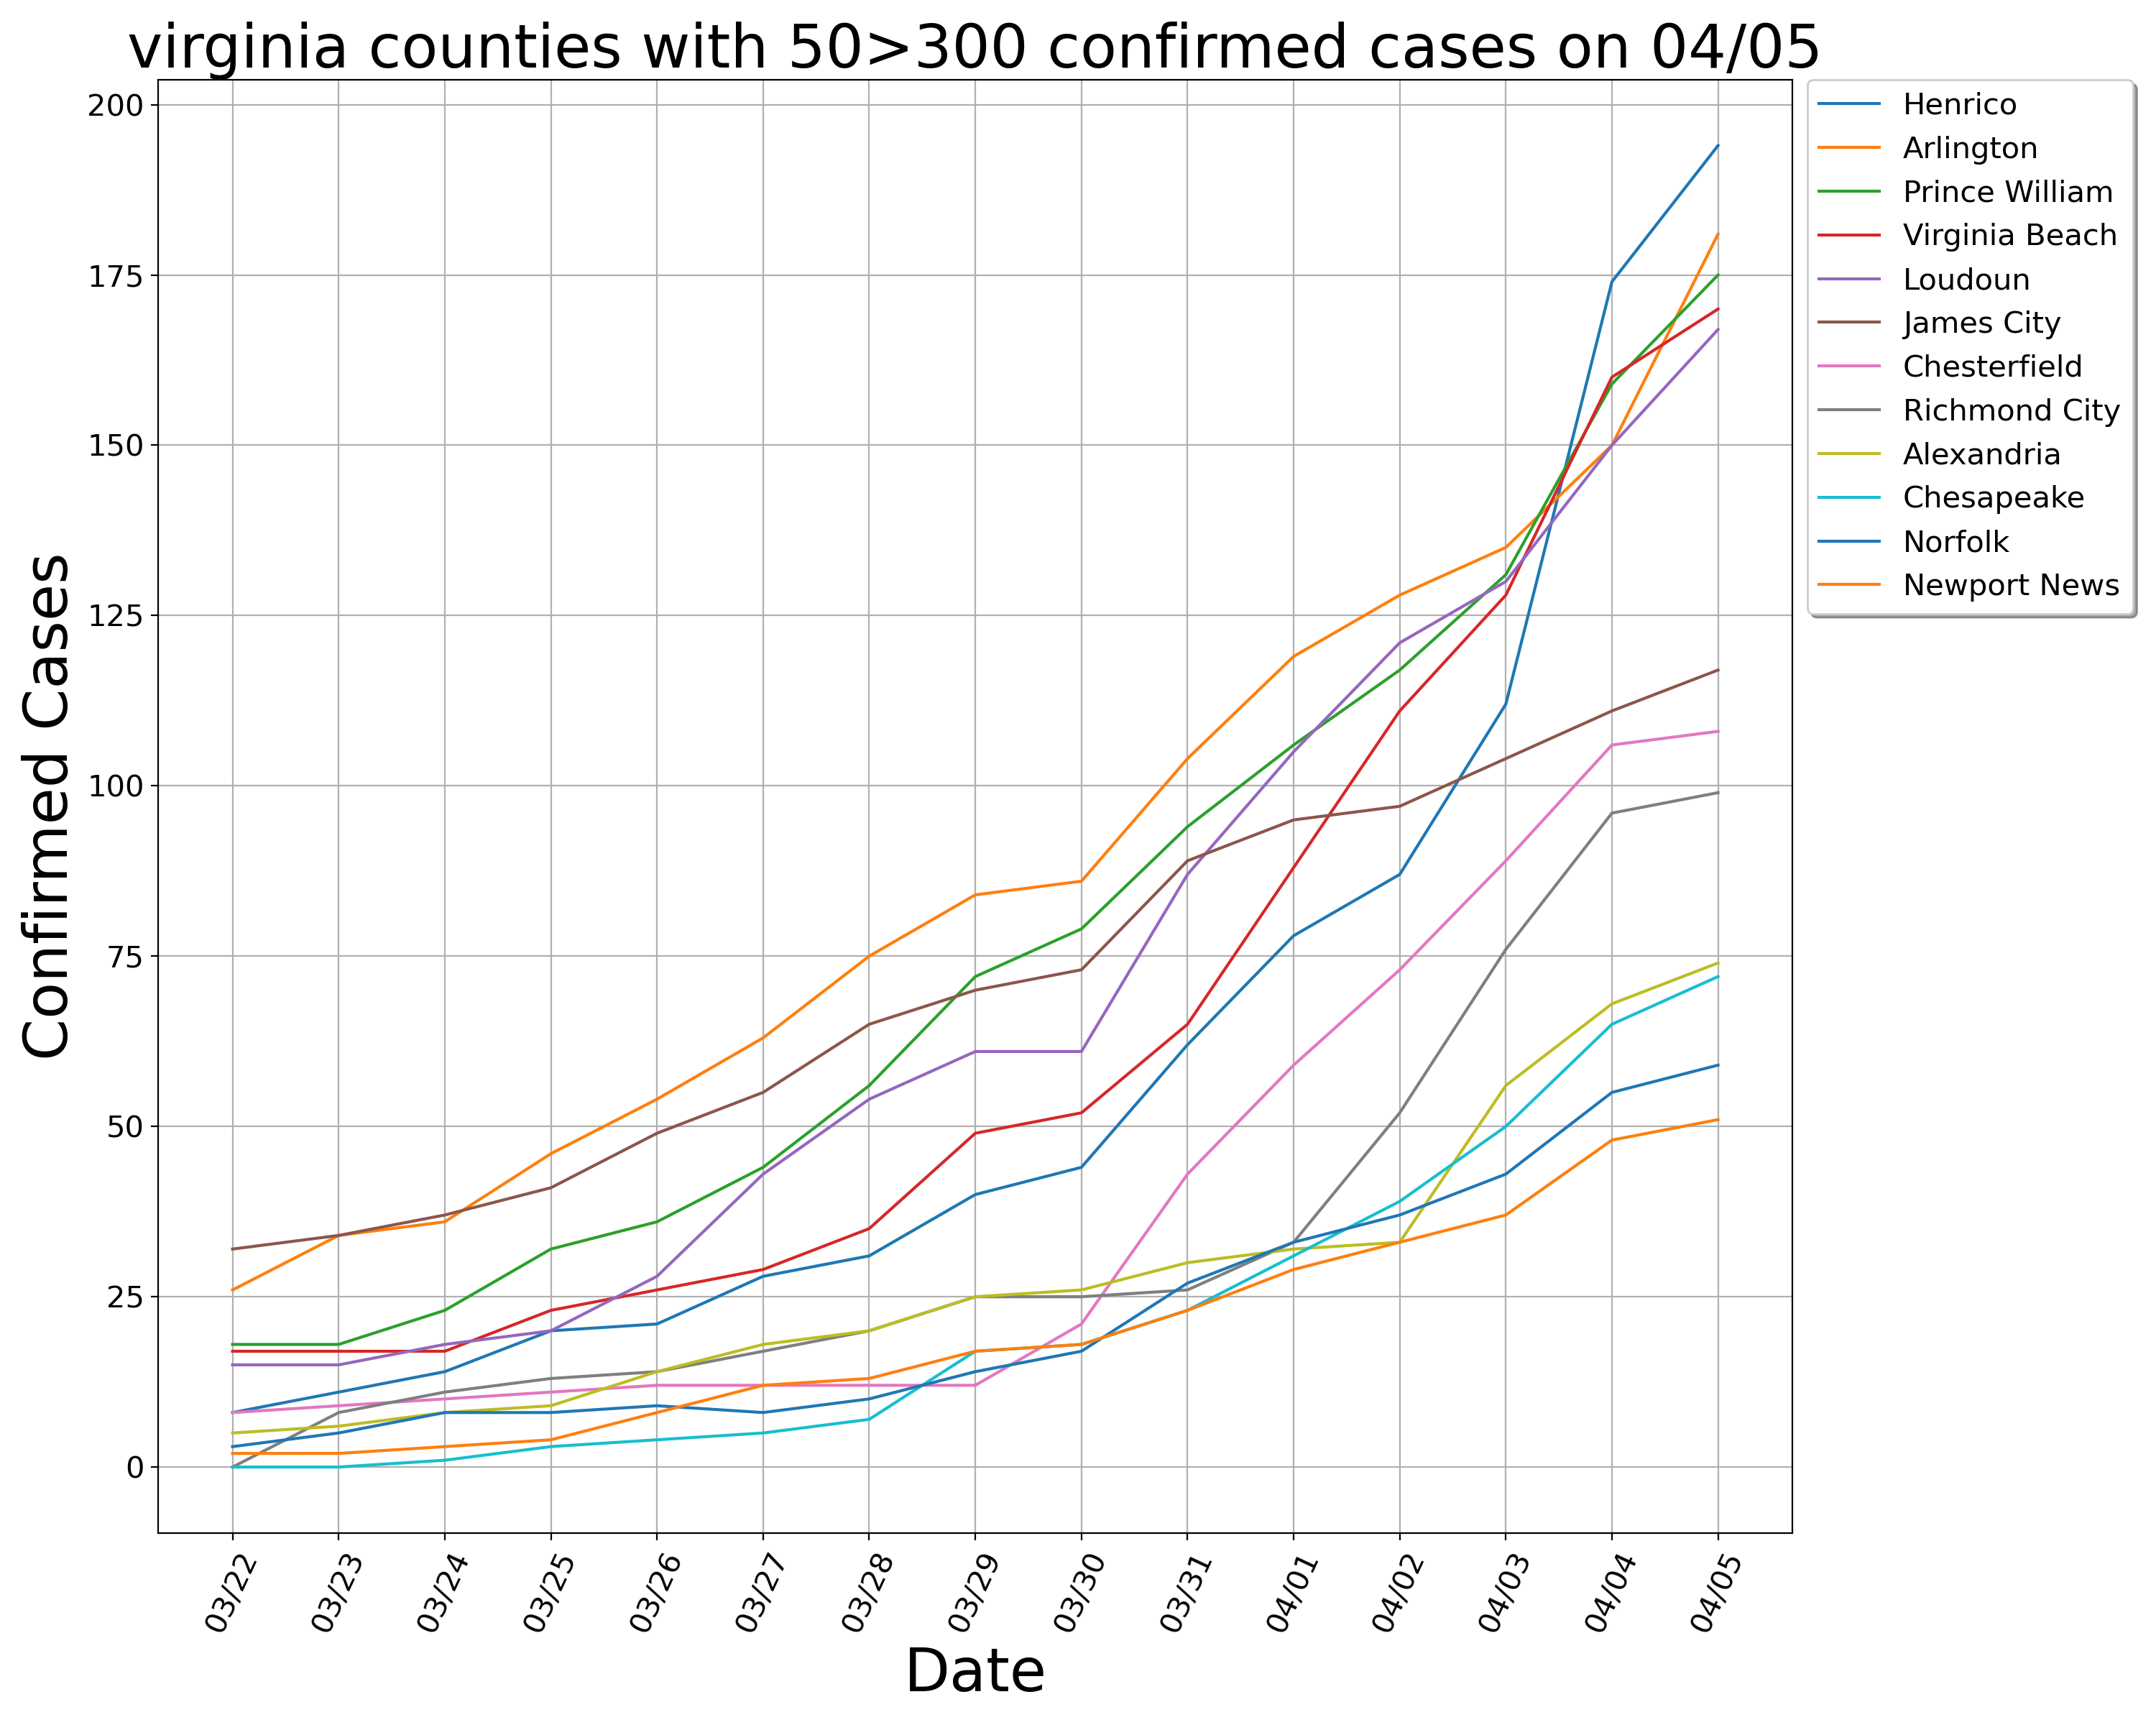 virginia counties with 50>300 confirmed cases on 04/05
Confirmed Cases
200
175
150
125
100
75
50
25
0
03/22
03/23
03/24
03/25
03/26
03/27
03/28
03/29
03/30
03/31
04/01
04/02
04/03
04/04
04/05
Date
Henrico
Arlington
Prince William
Virginia Beach
Loudoun
James City
Chesterfield
Richmond City
Alexandria
Chesapeake
Norfolk
Newport News